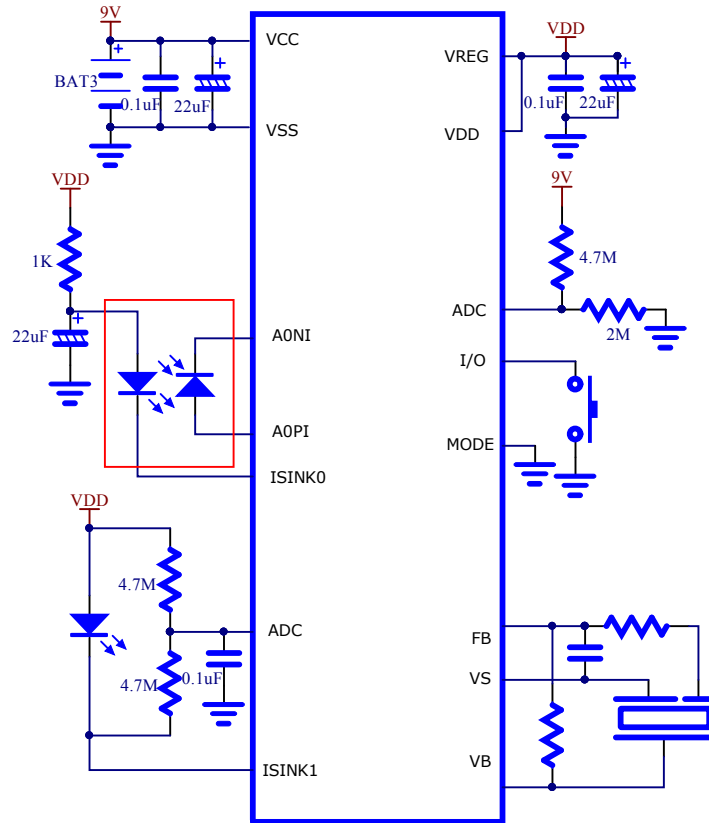 9V
VCC
BAT3
0.1uF
22uF
VSS
VDD
1K
22uF
A0NI
A0PI
ISINK0
VDD
4.7M
ADC
4.7M
0.1uF
ISINK1
VDD
VREG
0.1uF
22uF
VDD
9V
4.7M
ADC
2M
I/O
MODE
FB
VS
VB